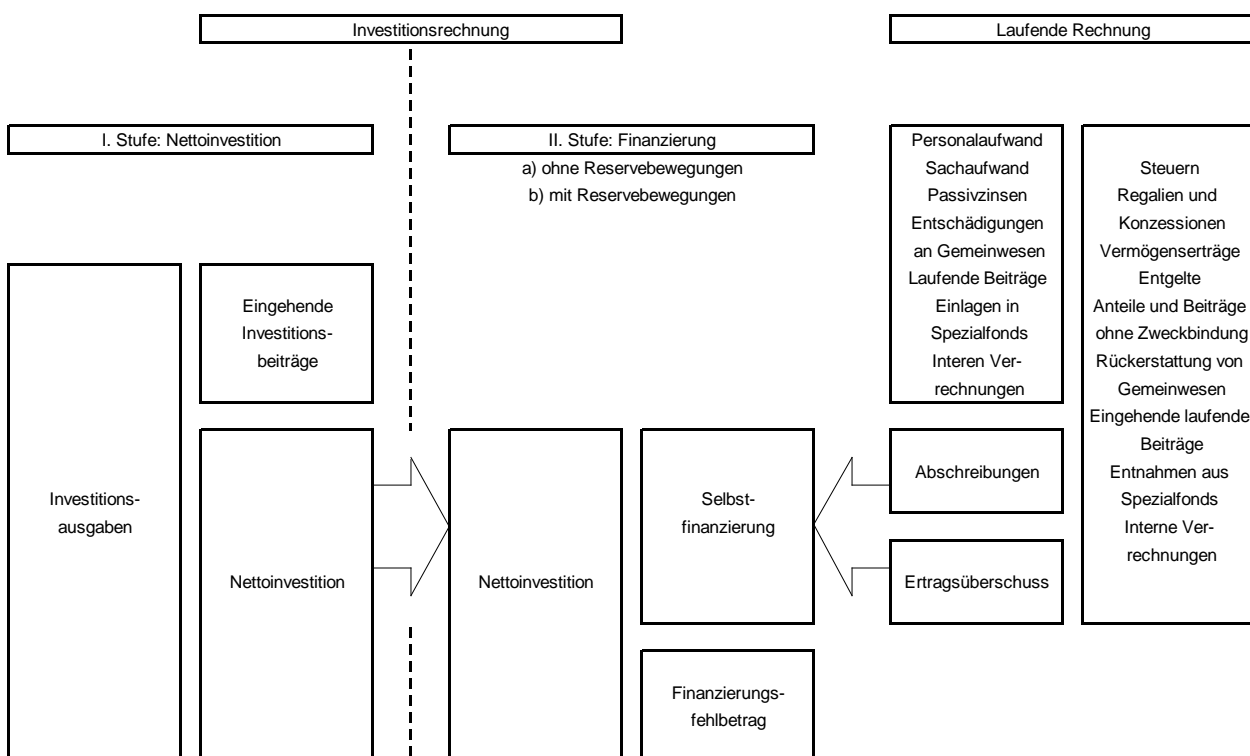 Investitionsrechnung
Laufende Rechnung
I. Stufe: Nettoinvestition
II. Stufe: Finanzierung
a) ohne Reservebewegungen
b) mit Reservebewegungen
Investitions-
ausgaben
Eingehende
Investitions-
beiträge
Nettoinvestition
Nettoinvestition
Selbst-
finanzierung
Finanzierungs-
fehlbetrag
Personalaufwand
Sachaufwand
Passivzinsen
Entschädigungen
an Gemeinwesen
Laufende Beiträge
Einlagen in
Spezialfonds
Interen Ver-
rechnungen
Abschreibungen
Ertragsüberschuss
Steuern
Regalien und
Konzessionen
Vermögenserträge
Entgelte
Anteile und Beiträge
ohne Zweckbindung
Rückerstattung von
Gemeinwesen
Eingehende laufende
Beiträge
Entnahmen aus
Spezialfonds
Interne Ver-
rechnungen